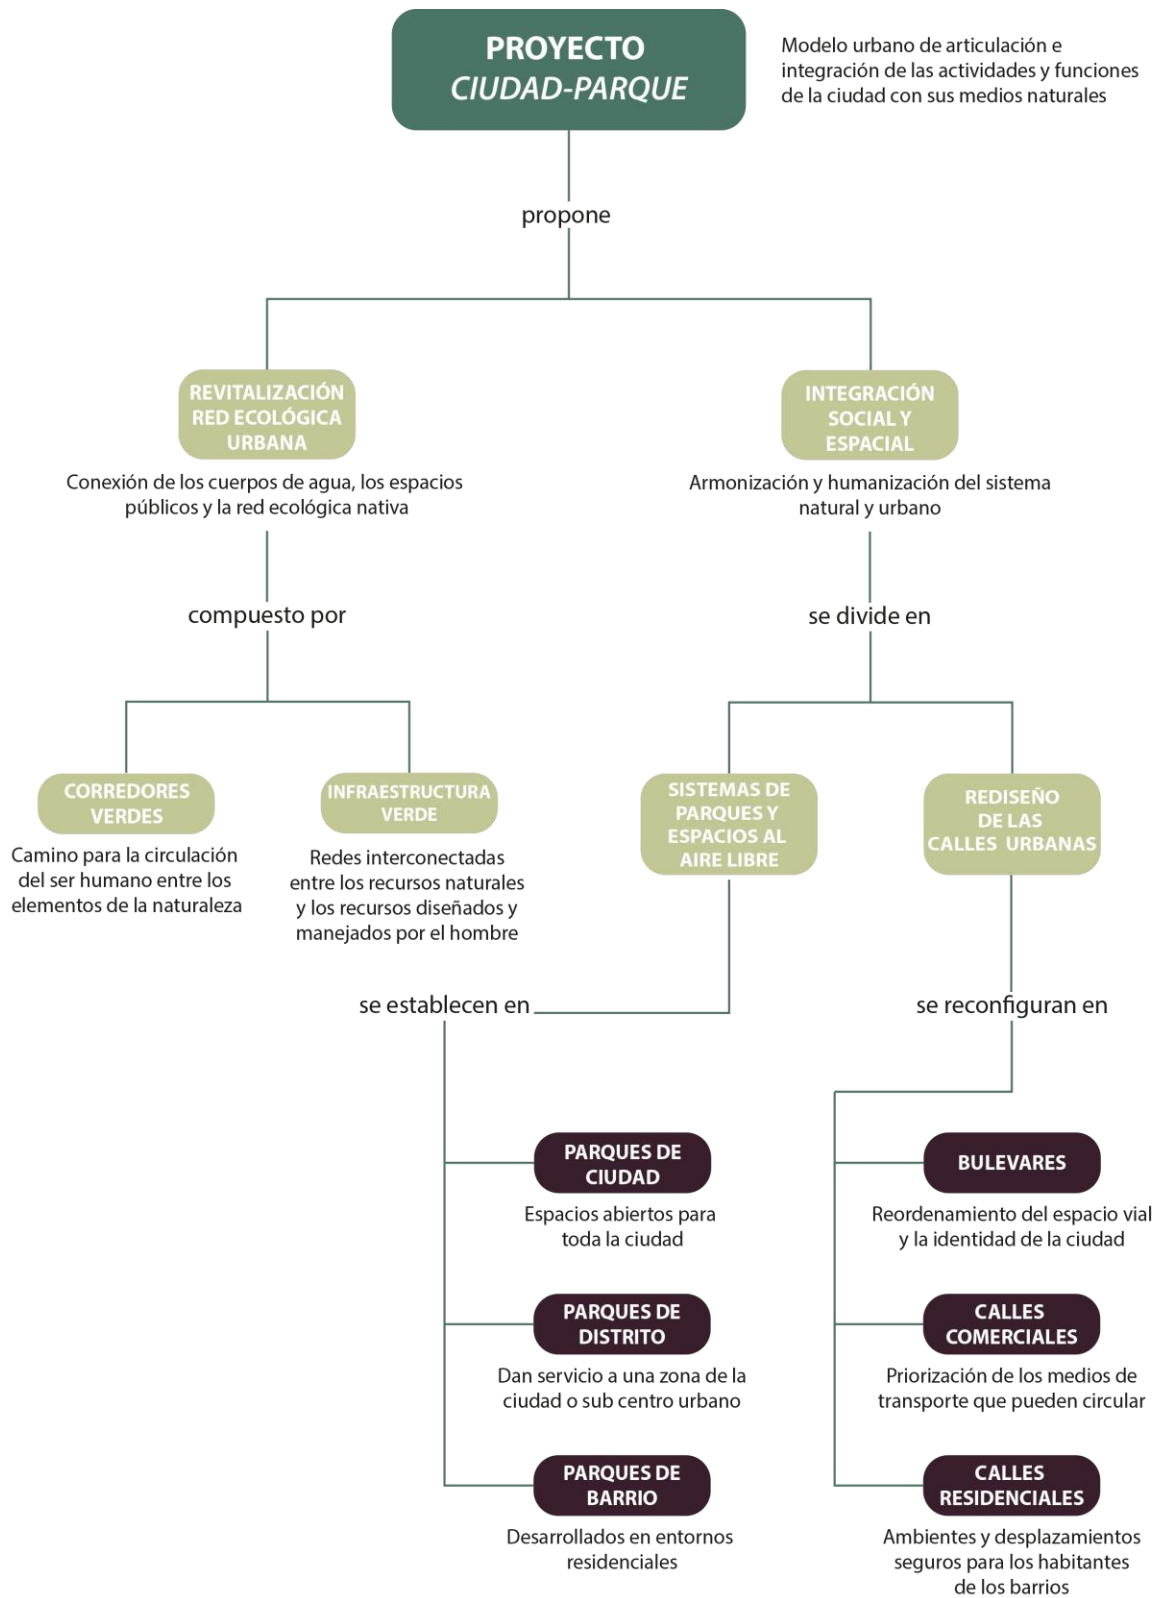 PROYECTO
CIUDAD-PARQUE
Modelo urbano de articulación e
integración de las actividades y funciones
de la ciudad con sus medios naturales
propone
REVITALIZACIÓN
RED ECOLÓGICA
URBANA
Conexión de los cuerpos de agua, los espacios
públicos y la red ecológica nativa
INTEGRACIÓN
SOCIAL Y
ESPACIAL
Armonización y humanización del sistema
natural y urbano
compuesto por
se divide en
CORREDORES
VERDES
Camino para la circulación
del ser humano entre los
elementos de la naturaleza
INFRAESTRUCTURA
VERDE
Redes interconectadas
entre los recursos naturales
y los recursos diseñados y
manejados por el hombre
SISTEMAS DE
PARQUES Y
ESPACIOS AL
AIRE LIBRE
REDISEÑO
DE LAS
CALLES URBANAS
se establecen en
se reconfiguran en
PARQUES DE
CIUDAD
Espacios abiertos para
toda la ciudad
BULEVARES
Reordenamiento del espacio vial
y la identidad de la ciudad
PARQUES DE
DISTRITO
Dan servicio a una zona de la
ciudad o sub centro urbano
CALLES
COMERCIALES
Priorización de los medios de
transporte que pueden circular
PARQUES DE
BARRIO
Desarrollados en entornos
residenciales
CALLES
RESIDENCIALES
Ambientes y desplazamientos
seguros para los habitantes
de los barrios